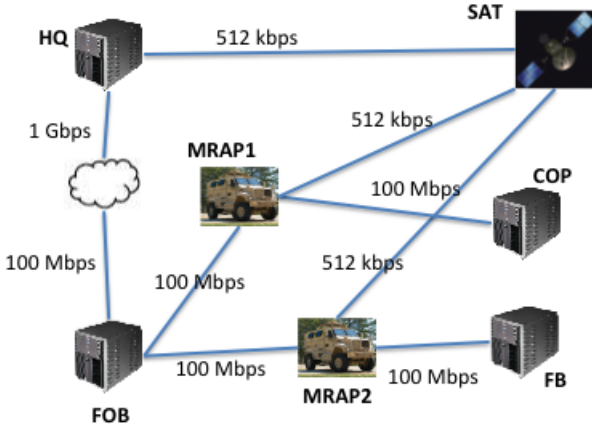 SAT
HQ
512 kbps
1 Gbps
512 kbps
MRAP1
100 Mbps
COP
100 Mbps
100 Mbps
512 kbps
100 Mbps
100 Mbps
FB
MRAP2
FOB